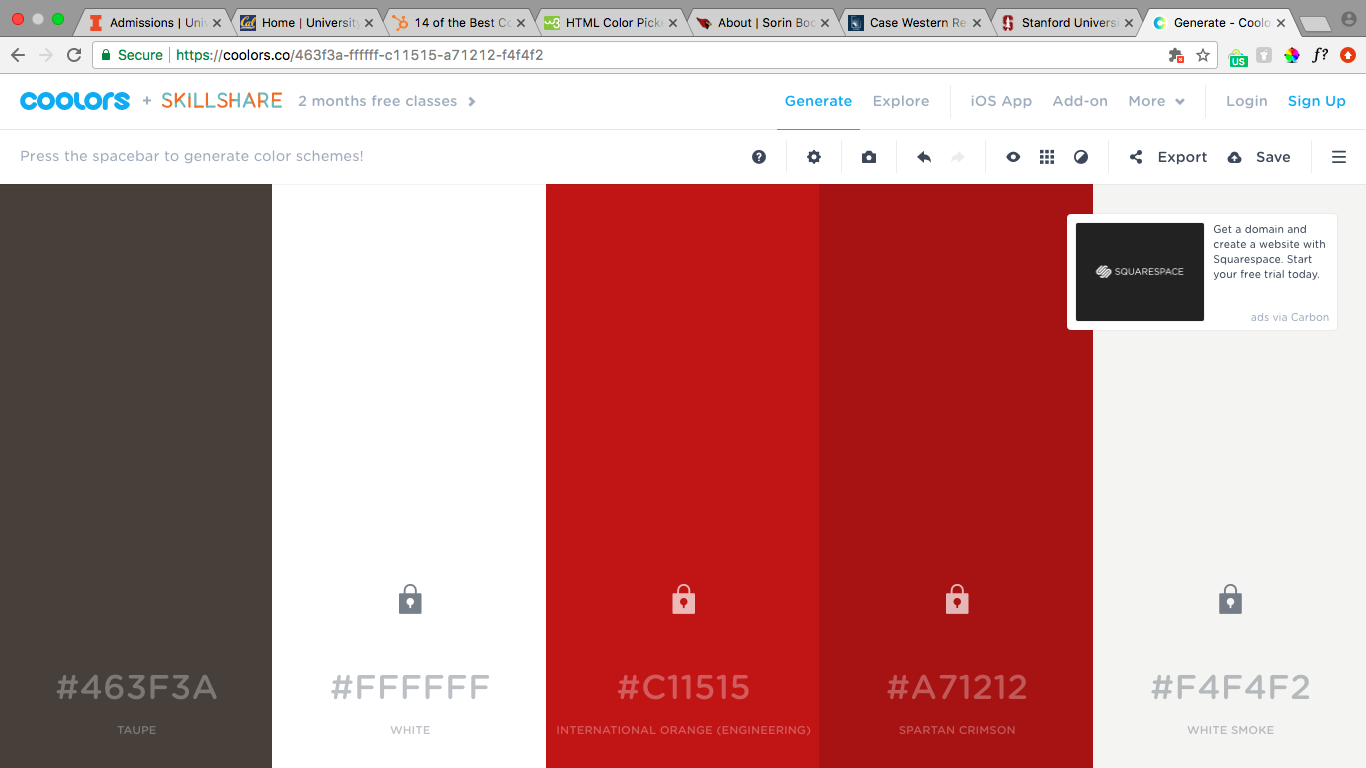 Admissions | Uni
Home | University
14 of the Best Co
HTML Color Picke
About | Sorin Boo
Case Western Re
Stanford Universi
Generate - Coolo
Secure https://coolors.co/463f3a-ffffff-c11515-a71212-f4f4f2
US
f?
coolors + SKILLSHARE 2 months free classes
Generate Explore iOS App Add-on More Login Sign Up
Press the spacebar to generate color schemes!
Export Save
Get a domain and
create a website with
Squarespace. Start
your free trial today.
SQUARESPACE
ads via Carbon
#463F3A
TAUPE
#FFFFFF
WHITE
#C11515
INTERNATIONAL ORANGE (ENGINEERING)
#A71212
SPARTAN CRIMSON
#F4F4F2
WHITE SMOKE